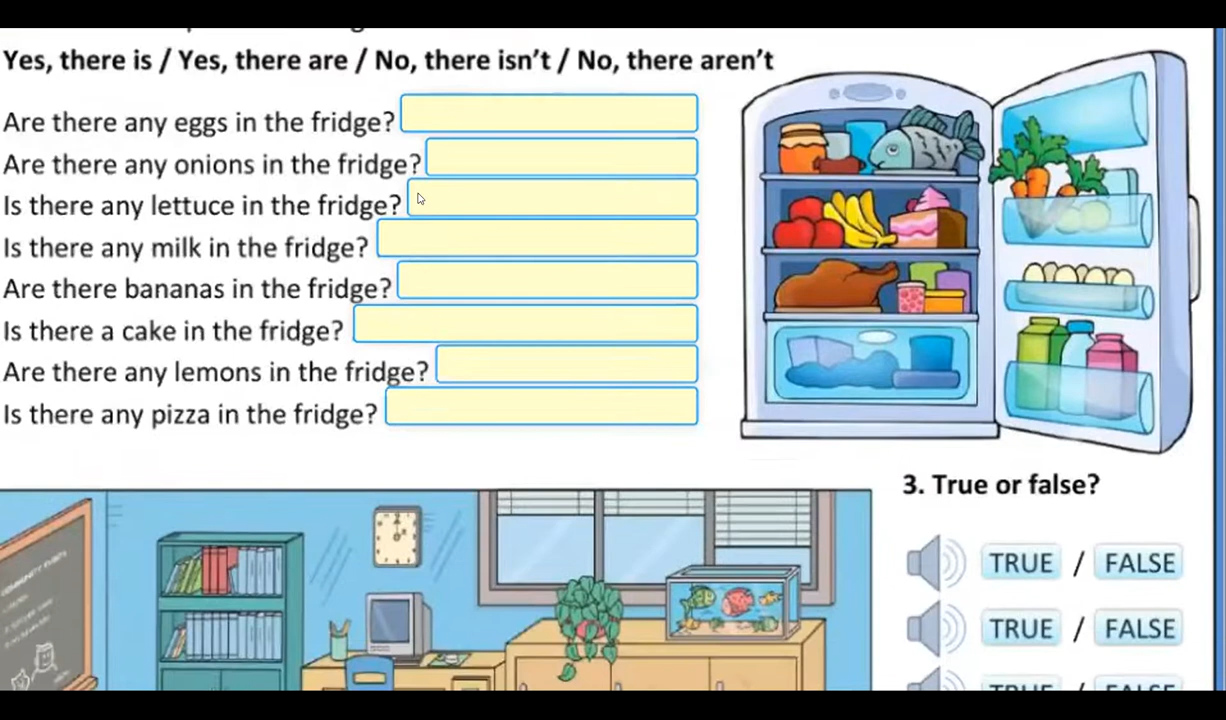 Yes, there is / Yes, there are / No, there isn't / No, there aren't
Are there any eggs in the fridge?
Are there any onions in the fridge?
Is there any lettuce in the fridge?
Is there any milk in the fridge?
Are there bananas in the fridge?
Is there a cake in the fridge?
Are there any lemons in the fridge?
Is there any pizza in the fridge?
3. True or false?
TRUE / FALSE
TRUE / FALSE
TRUE / FALSE